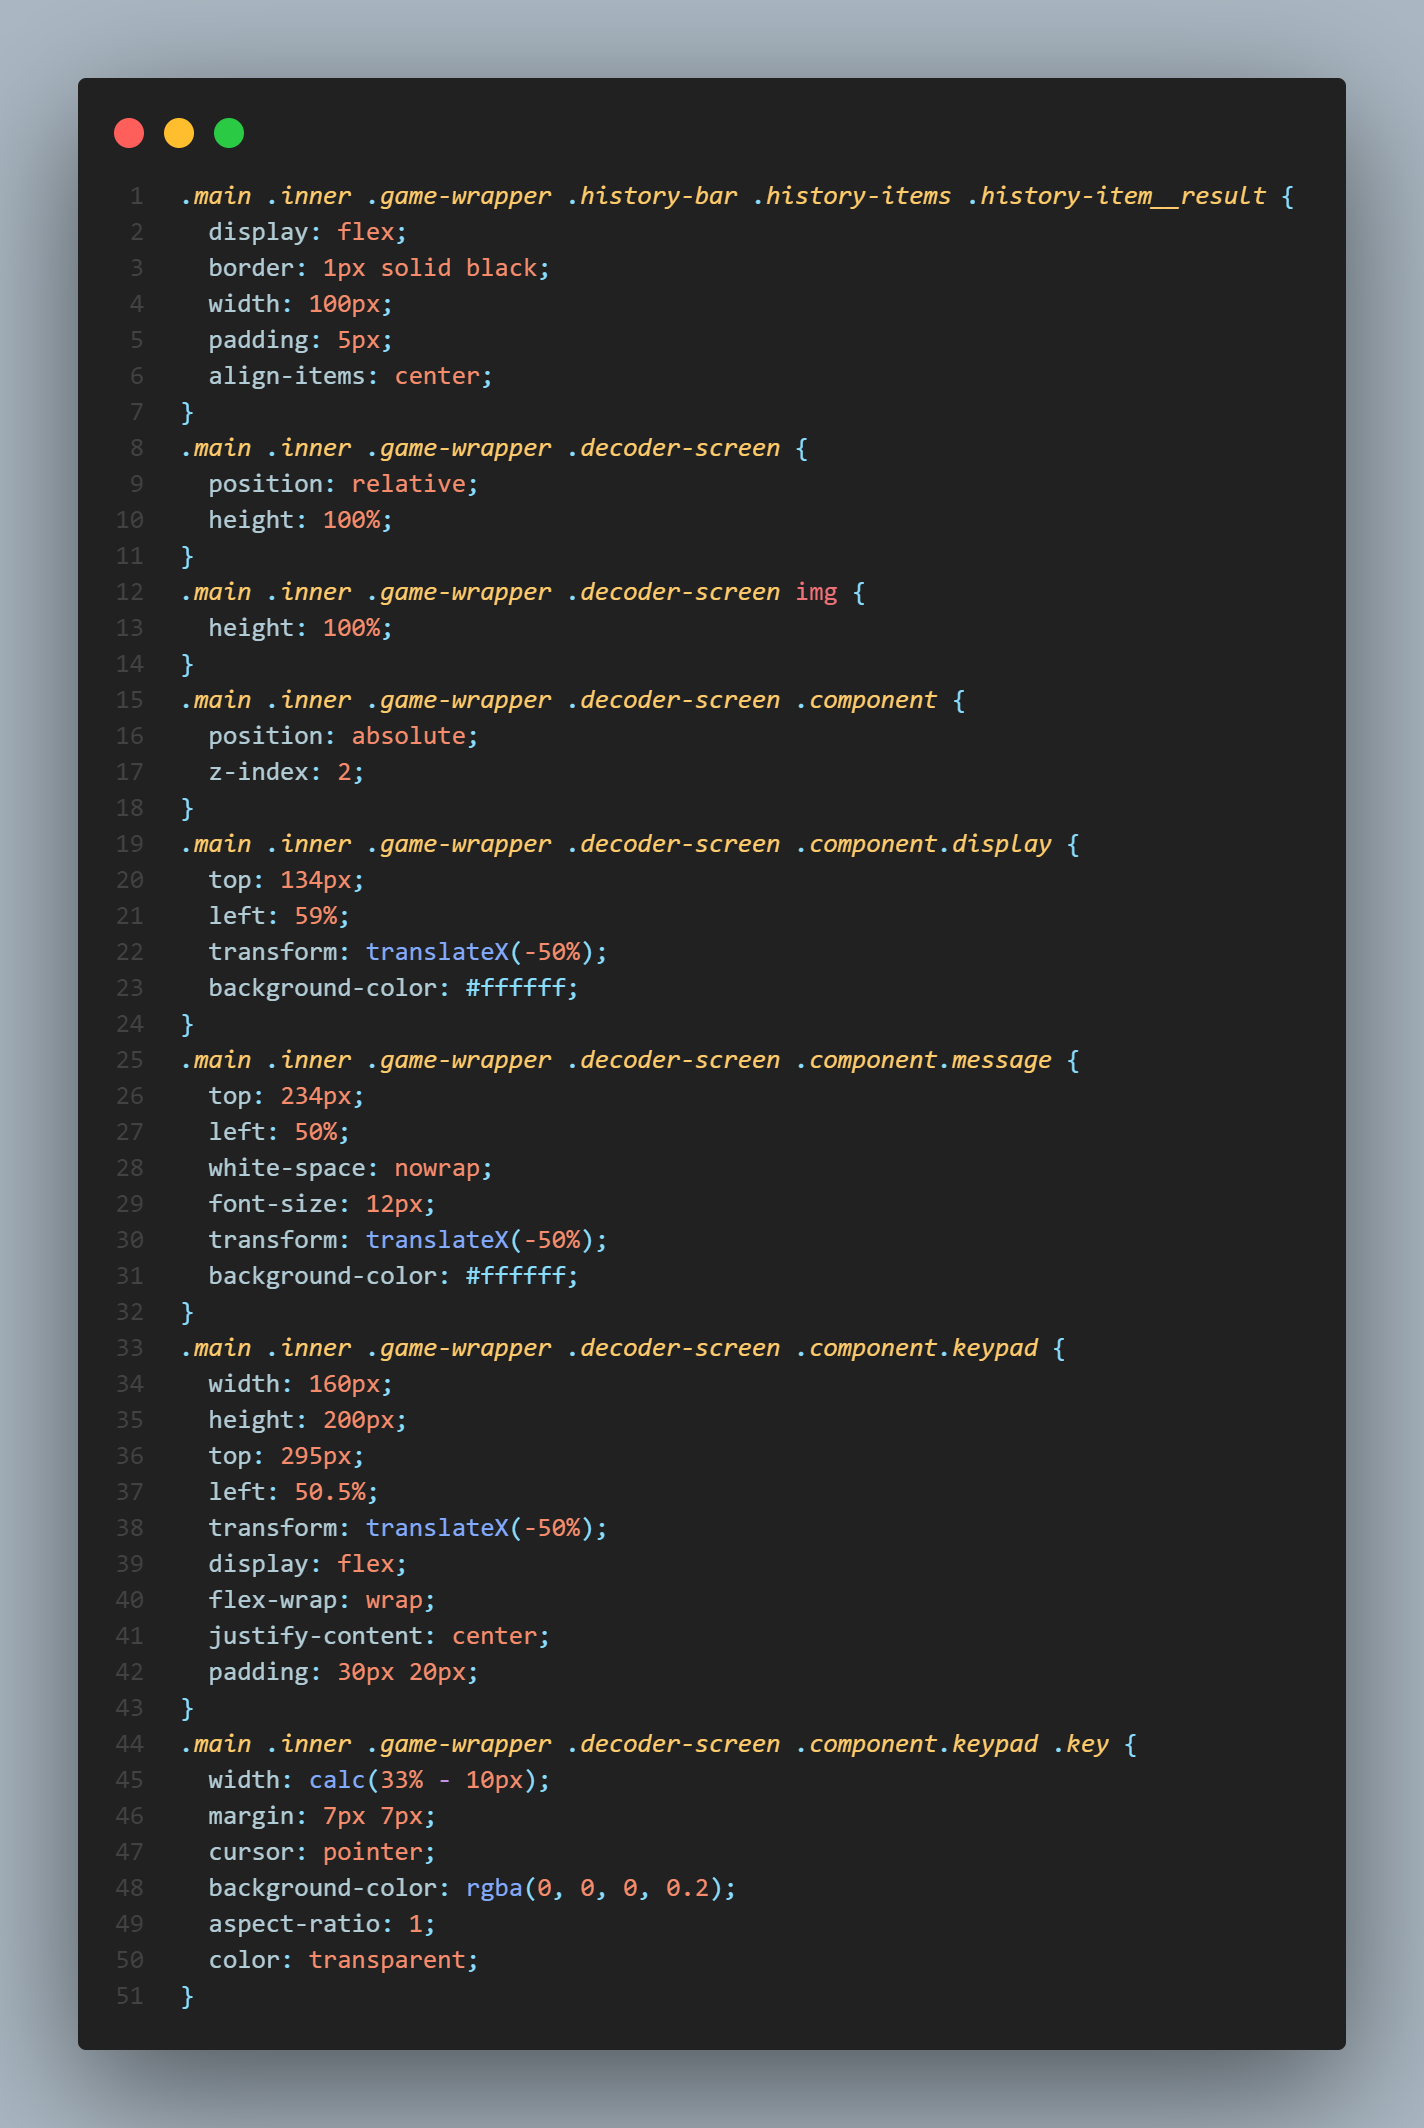 1 .main .inner .game-wrapper .history-bar .history-items .history-item__result {
2 display: flex;
3 border: 1px solid black;
4 width: 100px;
5 padding: 5px;
6 align-items: center;
7 }
8 .main .inner .game-wrapper .decoder-screen {
9 position: relative;
10 height: 100%;
11 }
12 .main .inner .game-wrapper .decoder-screen img {
13 height: 100%;
14 }
15 .main .inner .game-wrapper .decoder-screen .component {
16 position: absolute;
17 z-index: 2;
18 }
19 .main .inner .game-wrapper .decoder-screen .component.display {
20 top: 134px;
21 left: 59%;
22 transform: translateX(-50%);
23 background-color: #ffffff;
24 }
25 .main .inner .game-wrapper .decoder-screen .component.message {
26 top: 234px;
27 left: 50%;
28 white-space: nowrap;
29 font-size: 12px;
30 transform: translateX(-50%);
31 background-color: #ffffff;
32 }
33 .main .inner .game-wrapper .decoder-screen .component.keypad {
34 width: 160px;
35 height: 200px;
36 top: 295px;
37 left: 50.5%;
38 transform: translateX(-50%);
39 display: flex;
40 flex-wrap: wrap;
41 justify-content: center;
42 padding: 30px 20px;
43 }
44 .main .inner .game-wrapper .decoder-screen .component.keypad .key {
45 width: calc(33% - 10px);
46 margin: 7px 7px;
47 cursor: pointer;
48 background-color: rgba(0, 0, 0, 0.2);
49 aspect-ratio: 1;
50 color: transparent;
51 }